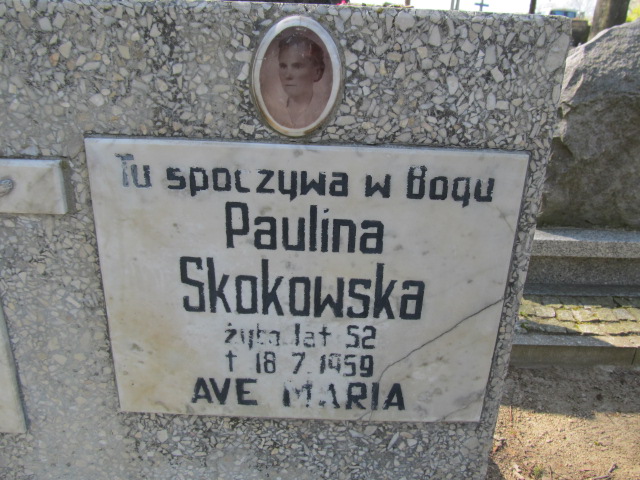 Tu spoczywa w Bogu
Paulina
Skokowska
żyła lat 52
† 18.7.1959
AVE MARIA